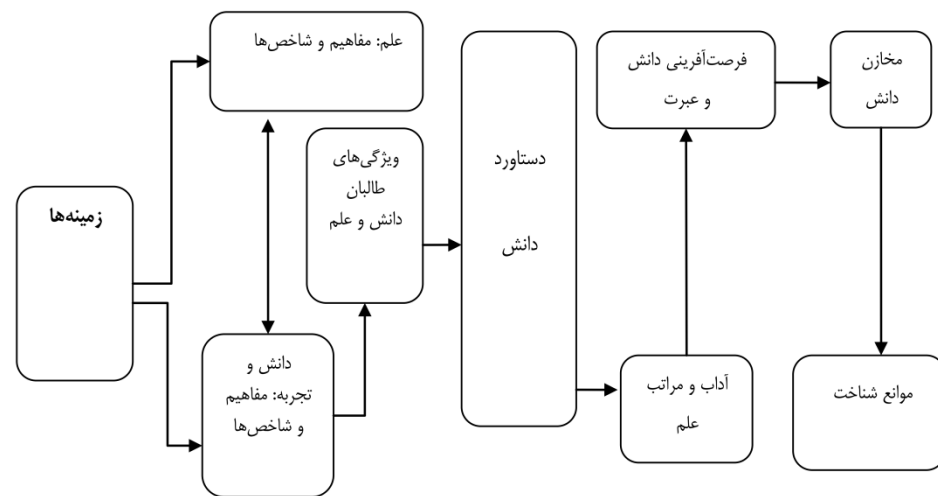 زمینه‌ها
علم: مفاهیم و شاخص‌ها
دانش و
تجربه: مفاهیم
و شاخص‌ها
ویژگی‌های
طالبان
دانش و علم
دستاورد
دانش
آداب و مراتب
علم
فرصت‌آفرینی دانش
و عبرت
مخازن
دانش
موانع شناخت